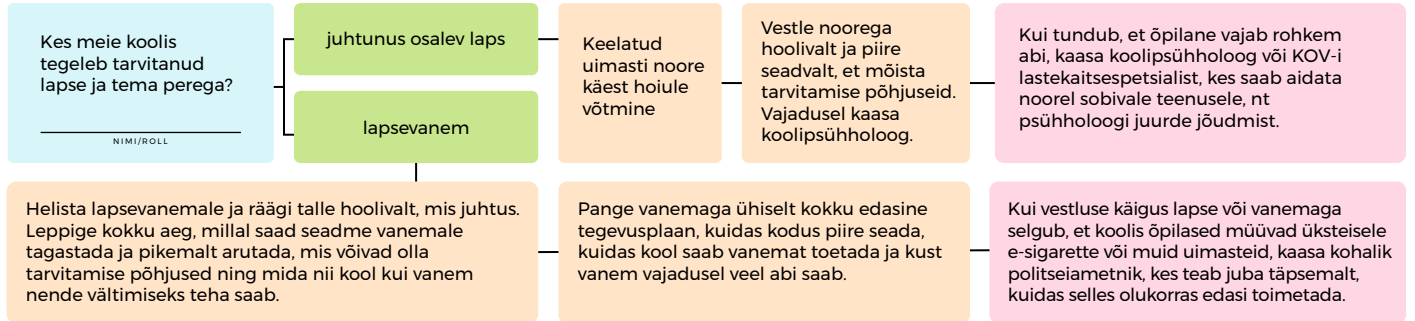 Kes meie koolis
tegeleb tarvitanud
lapse ja tema perega?
NIMI/ROLL
juhtunus osalev laps
lapsevanem
Keelatud
uimasti noore
käest hoiule
võtmine
Vestle noorega
hoolivalt ja piire
seadvalt, et mõista
tarvitamise põhjuseid.
Vajadusel kaasa
koolipsühholoog.
Kui tundub, et õpilane vajab rohkem
abi, kaasa koolipsühholoog või KOV-i
lastekaitsespetsialist, kes saab aidata
noorel sobivale teenusele, nt
psühholoogi juurde jõudmist.
Helista lapsevanemale ja räägi talle hoolivalt, mis juhtus.
Leppige kokku aeg, millal saad seadme vanemale
tagastada ja pikemalt arutada, mis võivad olla
tarvitamise põhjused ning mida nii kool kui vanem
nende vältimiseks teha saab.
Pange vanemaga ühiselt kokku edasine
tegevusplaan, kuidas kodus piire seada,
kuidas kool saab vanemat toetada ja kust
vanem vajadusel veel abi saab.
Kui vestluse käigus lapse või vanemaga
selgub, et koolis õpilased müüvad üksteisele
e-sigarette või muid uimasteid, kaasa kohalik
politseiametnik, kes teab juba täpsemalt,
kuidas selles olukorras edasi toimetada.